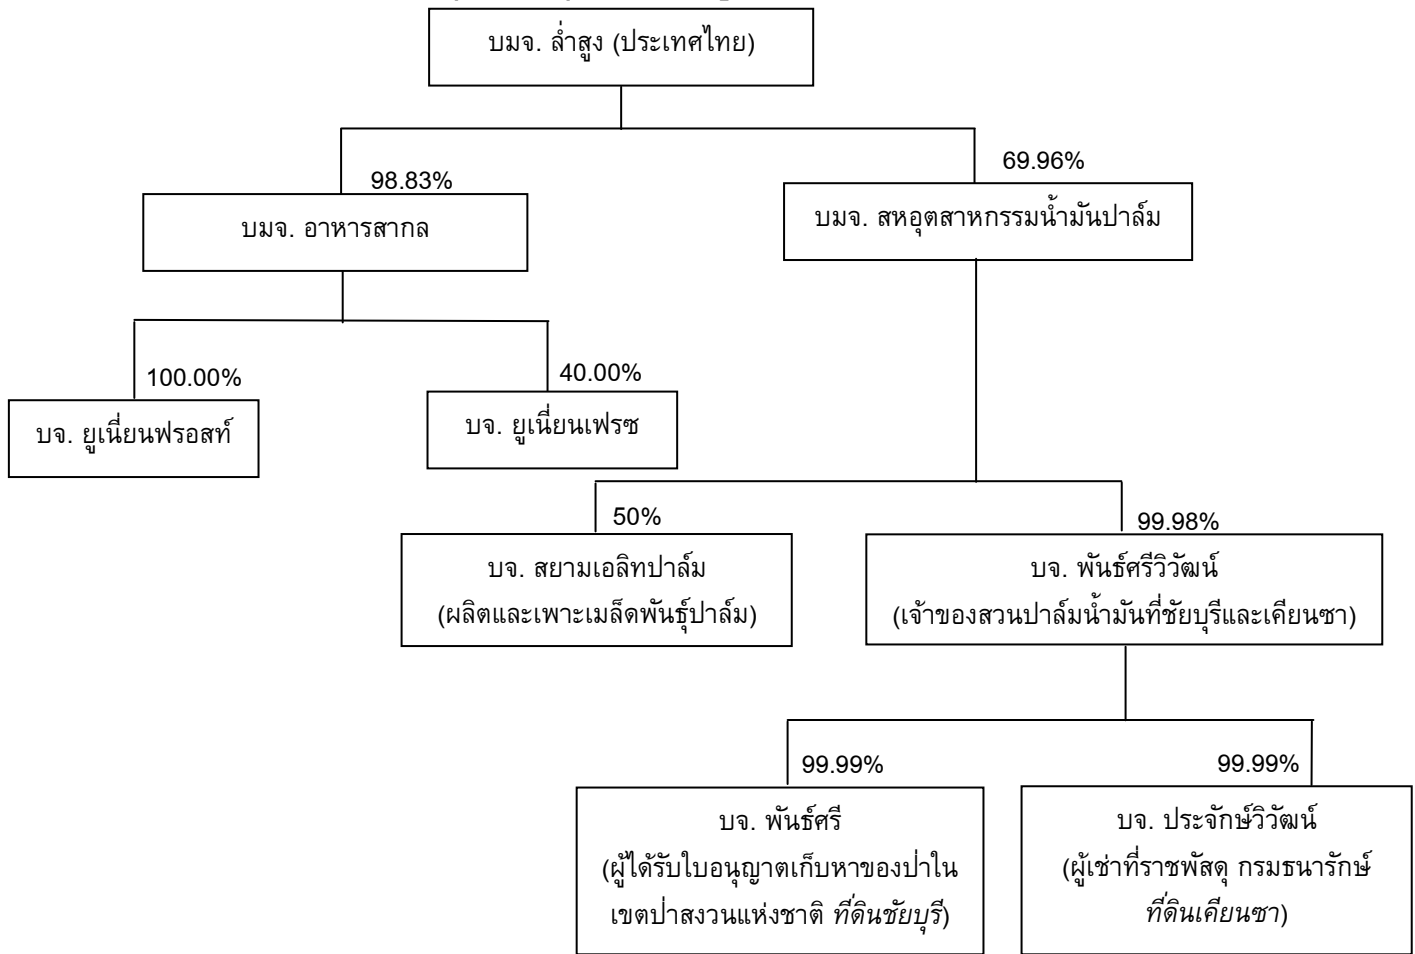 บมจ. ล่ำสูง (ประเทศไทย)
98.83%
69.96%
บมจ. อาหารสากล
บมจ. สหอุตสาหกรรมน้ำมันปาล์ม
100.00%
40.00%
บจ. ยูเนี่ยนฟรอสท์
บจ. ยูเนี่ยนเฟรซ
50%
99.98%
บจ. สยามเอลิทปาล์ม
(ผลิตและเพาะเมล็ดพันธุ์ปาล์ม)
บจ. พันธ์ศรีวิวัฒน์
(เจ้าของสวนปาล์มน้ำมันที่ชัยบุรีและเคียนซา)
99.99%
99.99%
บจ. พันธ์ศรี
(ผู้ได้รับใบอนุญาตเก็บหาของป่าใน
เขตป่าสงวนแห่งชาติ ที่ดินชัยบุรี)
บจ. ประจักษ์วิวัฒน์
(ผู้เช่าที่ราชพัสดุ กรมธนารักษ์
ที่ดินเคียนซา)